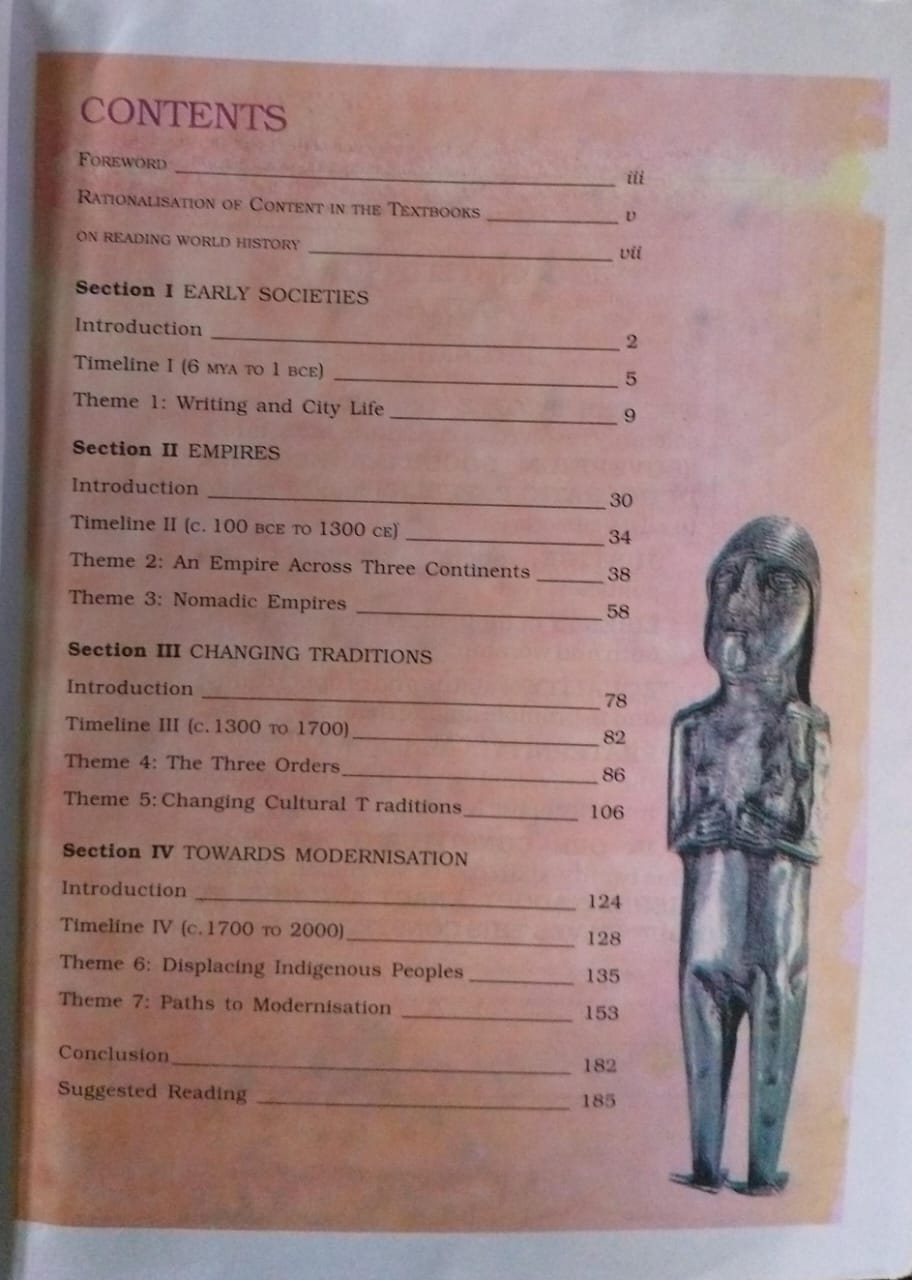 CONTENTS
FOREWORD iii
RATIONALISATION OF CONTENT IN THE TEXTBOOKS v
ON READING WORLD HISTORY vii
Section I EARLY SOCIETIES
Introduction 2
Timeline I (6 MYA TO 1 BCE) 5
Theme 1: Writing and City Life 9
Section II EMPIRES
Introduction 30
Timeline II (C. 100 BCE TO 1300 CE) 34
Theme 2: An Empire Across Three Continents 38
Theme 3: Nomadic Empires 58
Section III CHANGING TRADITIONS
Introduction 78
Timeline III (C. 1300 TO 1700) 82
Theme 4: The Three Orders 86
Theme 5: Changing Cultural T raditions 106
Section IV TOWARDS MODERNISATION
Introduction 124
Timeline IV (C. 1700 TO 2000) 128
Theme 6: Displacing Indigenous Peoples 135
Theme 7: Paths to Modernisation 153
Conclusion 182
Suggested Reading 185